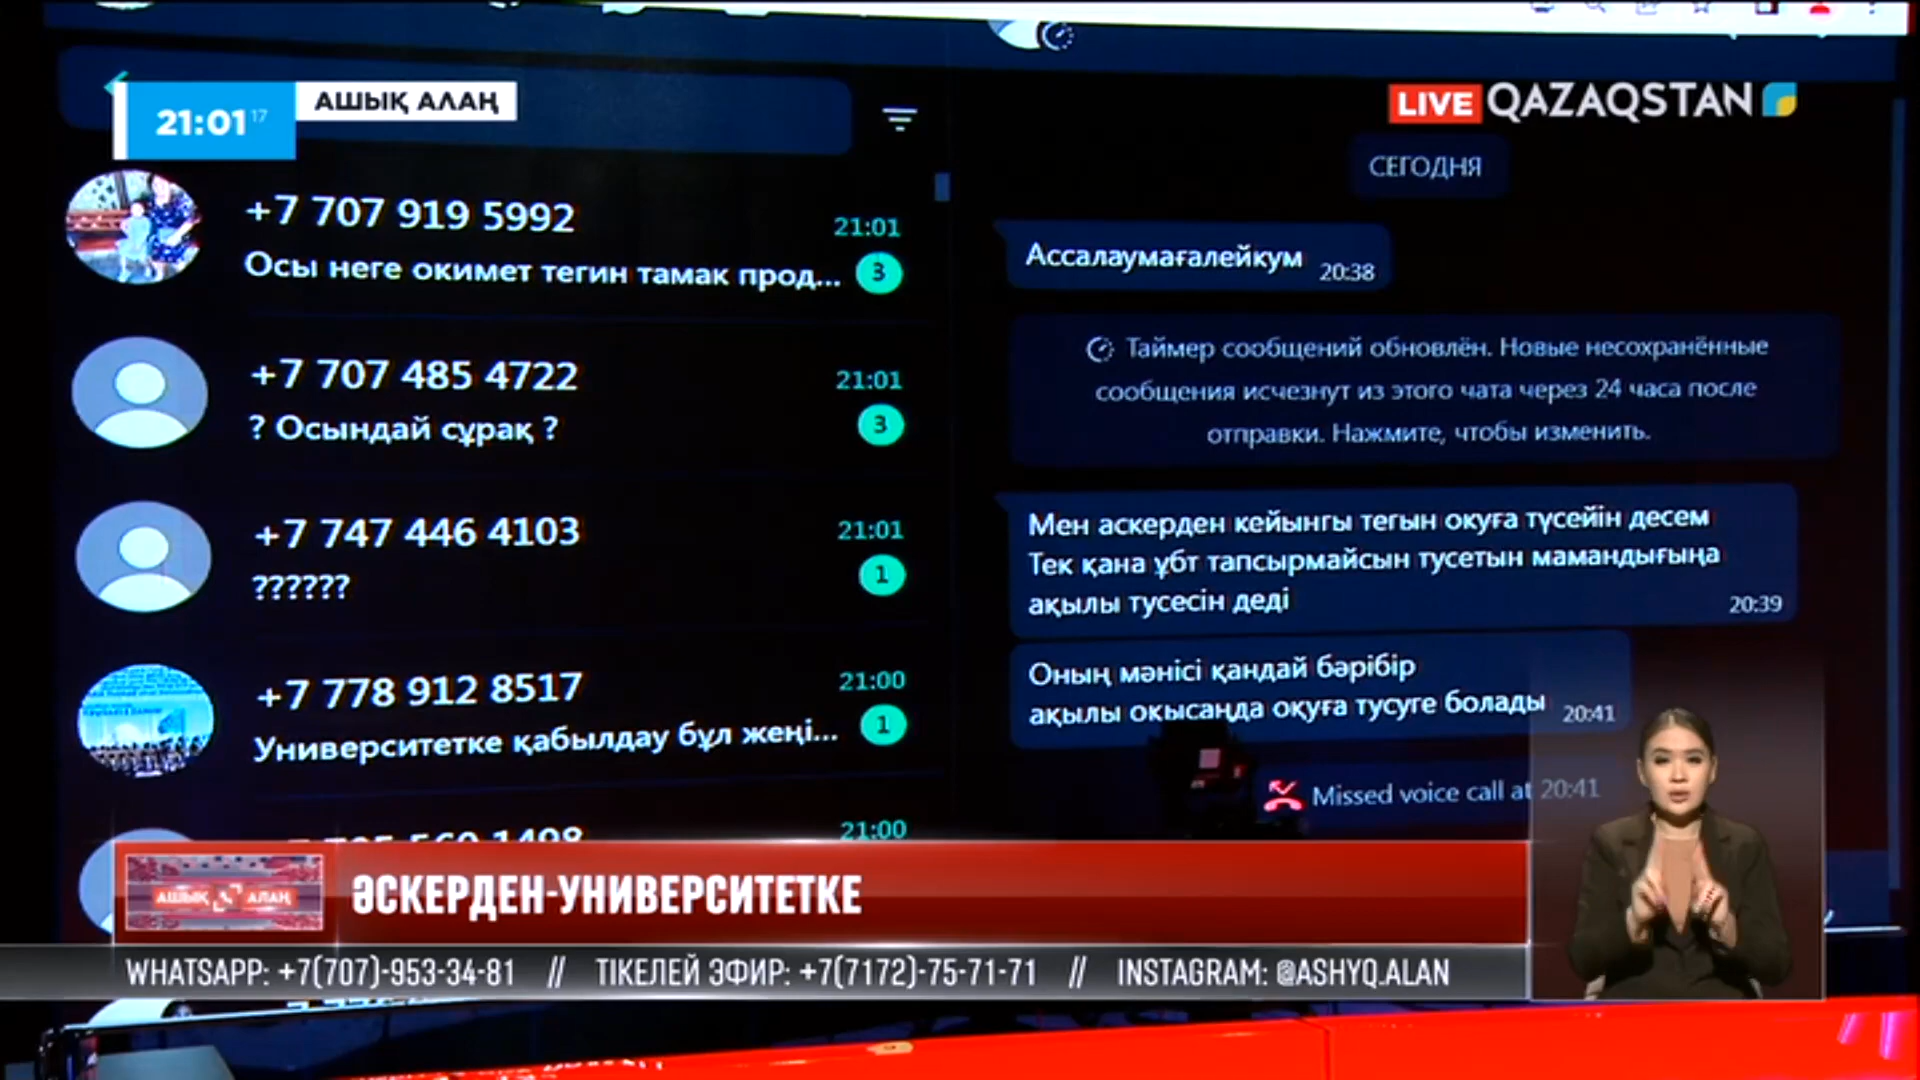 21:01 17
АШЫҚ АЛАҢ
LIVE QAZAQSTAN
+7 707 919 5992
21:01
Осы неге окимет тегин тамак прод...
3
+7 707 485 4722
21:01
? Осындай сұрақ ?
3
+7 747 446 4103
21:01
??????
1
+7 778 912 8517
21:00
Университетке қабылдау бұл жеңі...
1
21:00
СЕГОДНЯ
Ассалаумағалейкум
20:38
Таймер сообщений обновлён. Новые несохранённые
сообщения исчезнут из этого чата через 24 часа после
отправки. Нажмите, чтобы изменить.
Мен аскерден кейынгы тегын окуға түсейін десем
Тек қана ұбт тапсырмайсын тусетын мамандығыңа
ақылы тусесін деді
20:39
Оның мәнісі қандай бәрібір
ақылы окысаңда оқуға тусуге болады
20:41
Missed voice call at 20:41
АШЫҚ АЛАҢ
ӘСКЕРДЕН-УНИВЕРСИТЕТКЕ
WHATSAPP: +7(707)-953-34-81 // ТІКЕЛЕЙ ЭФИР: +7(7172)-75-71-71 // INSTAGRAM: @ASHYQ.ALAN